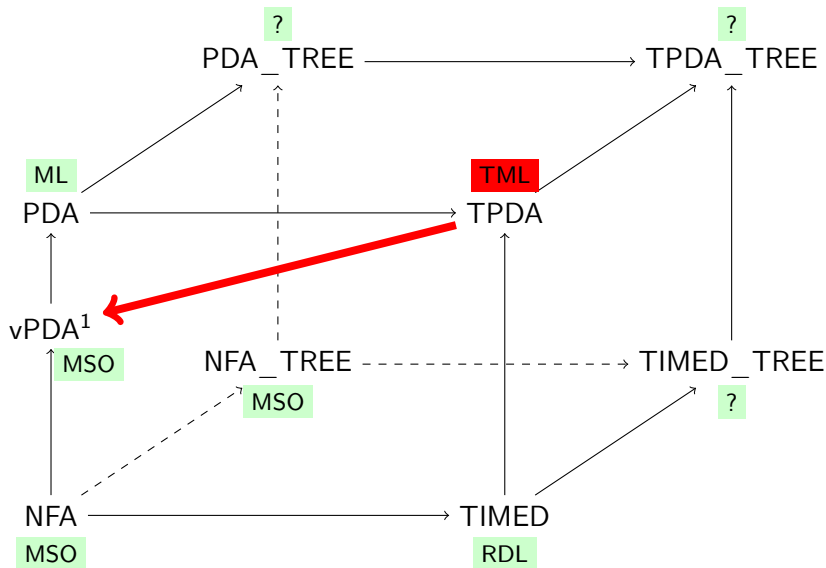 ? ?
PDA_TREE TPDA_TREE
ML TML
PDA TPDA
vPDA¹
MSO
NFA_TREE TIMED_TREE
MSO ?
NFA TIMED
MSO RDL